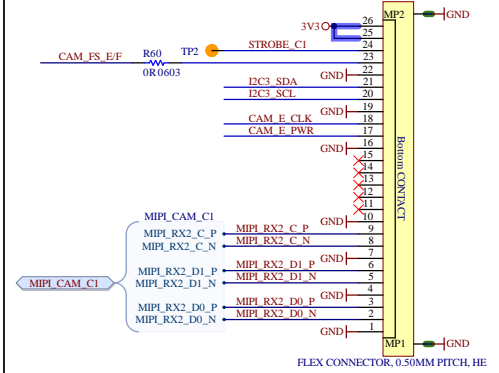 MP2
GND
3V3
26
25
STROBE_C1
24
TP2
CAM_FS_E/F
R60
0R 0603
23
GND
22
I2C3_SDA
21
I2C3_SCL
20
GND
19
CAM_E_CLK
18
CAM_E_PWR
17
GND
16
15
14
13
12
11
Bottom CONTACT
GND
10
MIPI_CAM_C1
MIPI_RX2_C_P
MIPI_RX2_C_P
9
MIPI_RX2_C_N
MIPI_RX2_C_N
8
GND
7
MIPI_RX2_D1_P
MIPI_RX2_D1_P
6
MIPI_RX2_D1_N
MIPI_RX2_D1_N
5
MIPI_CAM_C1
GND
4
MIPI_RX2_D0_P
MIPI_RX2_D0_P
3
MIPI_RX2_D0_N
MIPI_RX2_D0_N
2
GND
1
MP1
GND
FLEX CONNECTOR, 0.50MM PITCH, HE